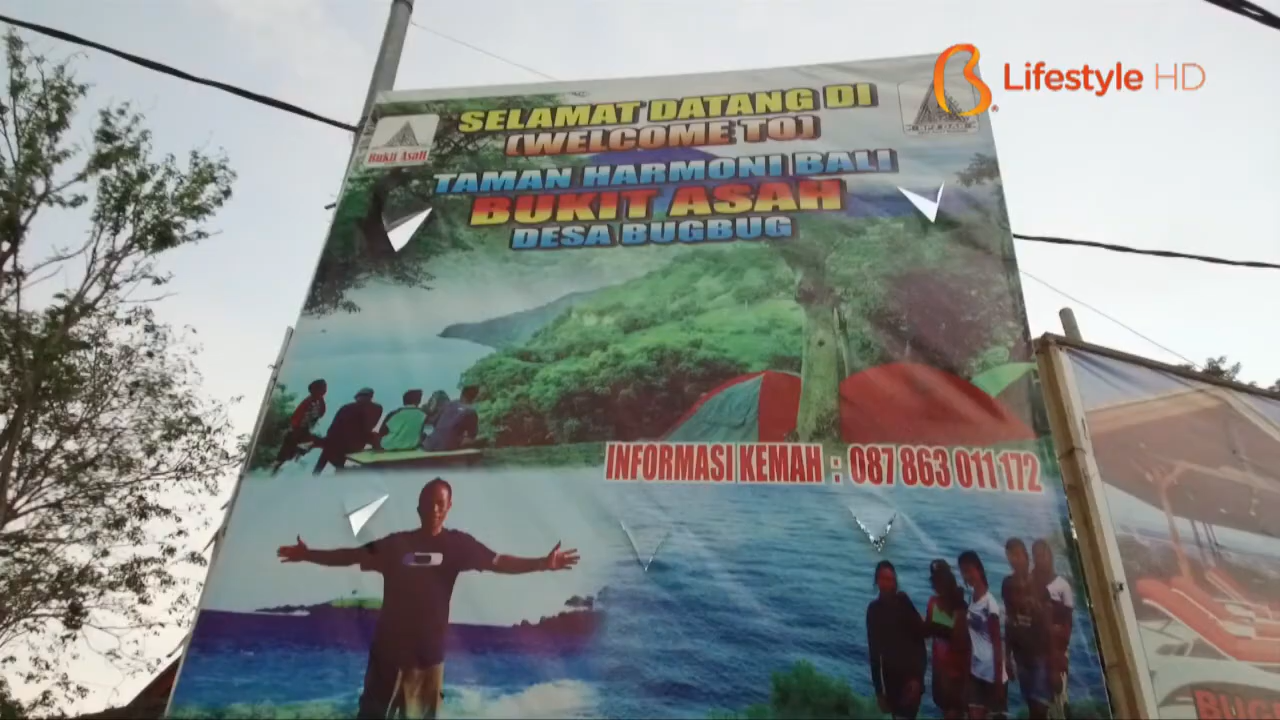 Lifestyle HD
SELAMAT DATANG DI
(WELCOME TO)
TAMAN HARMONI BALI
BUKIT ASAH
DESA BUGBUG
Bukit Asah
INFORMASI KEMAH : 087 863 011 172